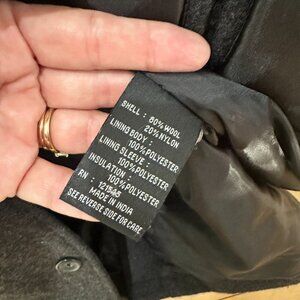 SHELL : 80% WOOL
20% NYLON
LINING BODY :
100% POLYESTER
LINING SLEEVE :
100% POLYESTER
INSULATION :
100% POLYESTER
RN :
MADE IN INDIA
SEE REVERSE SIDE FOR CARE